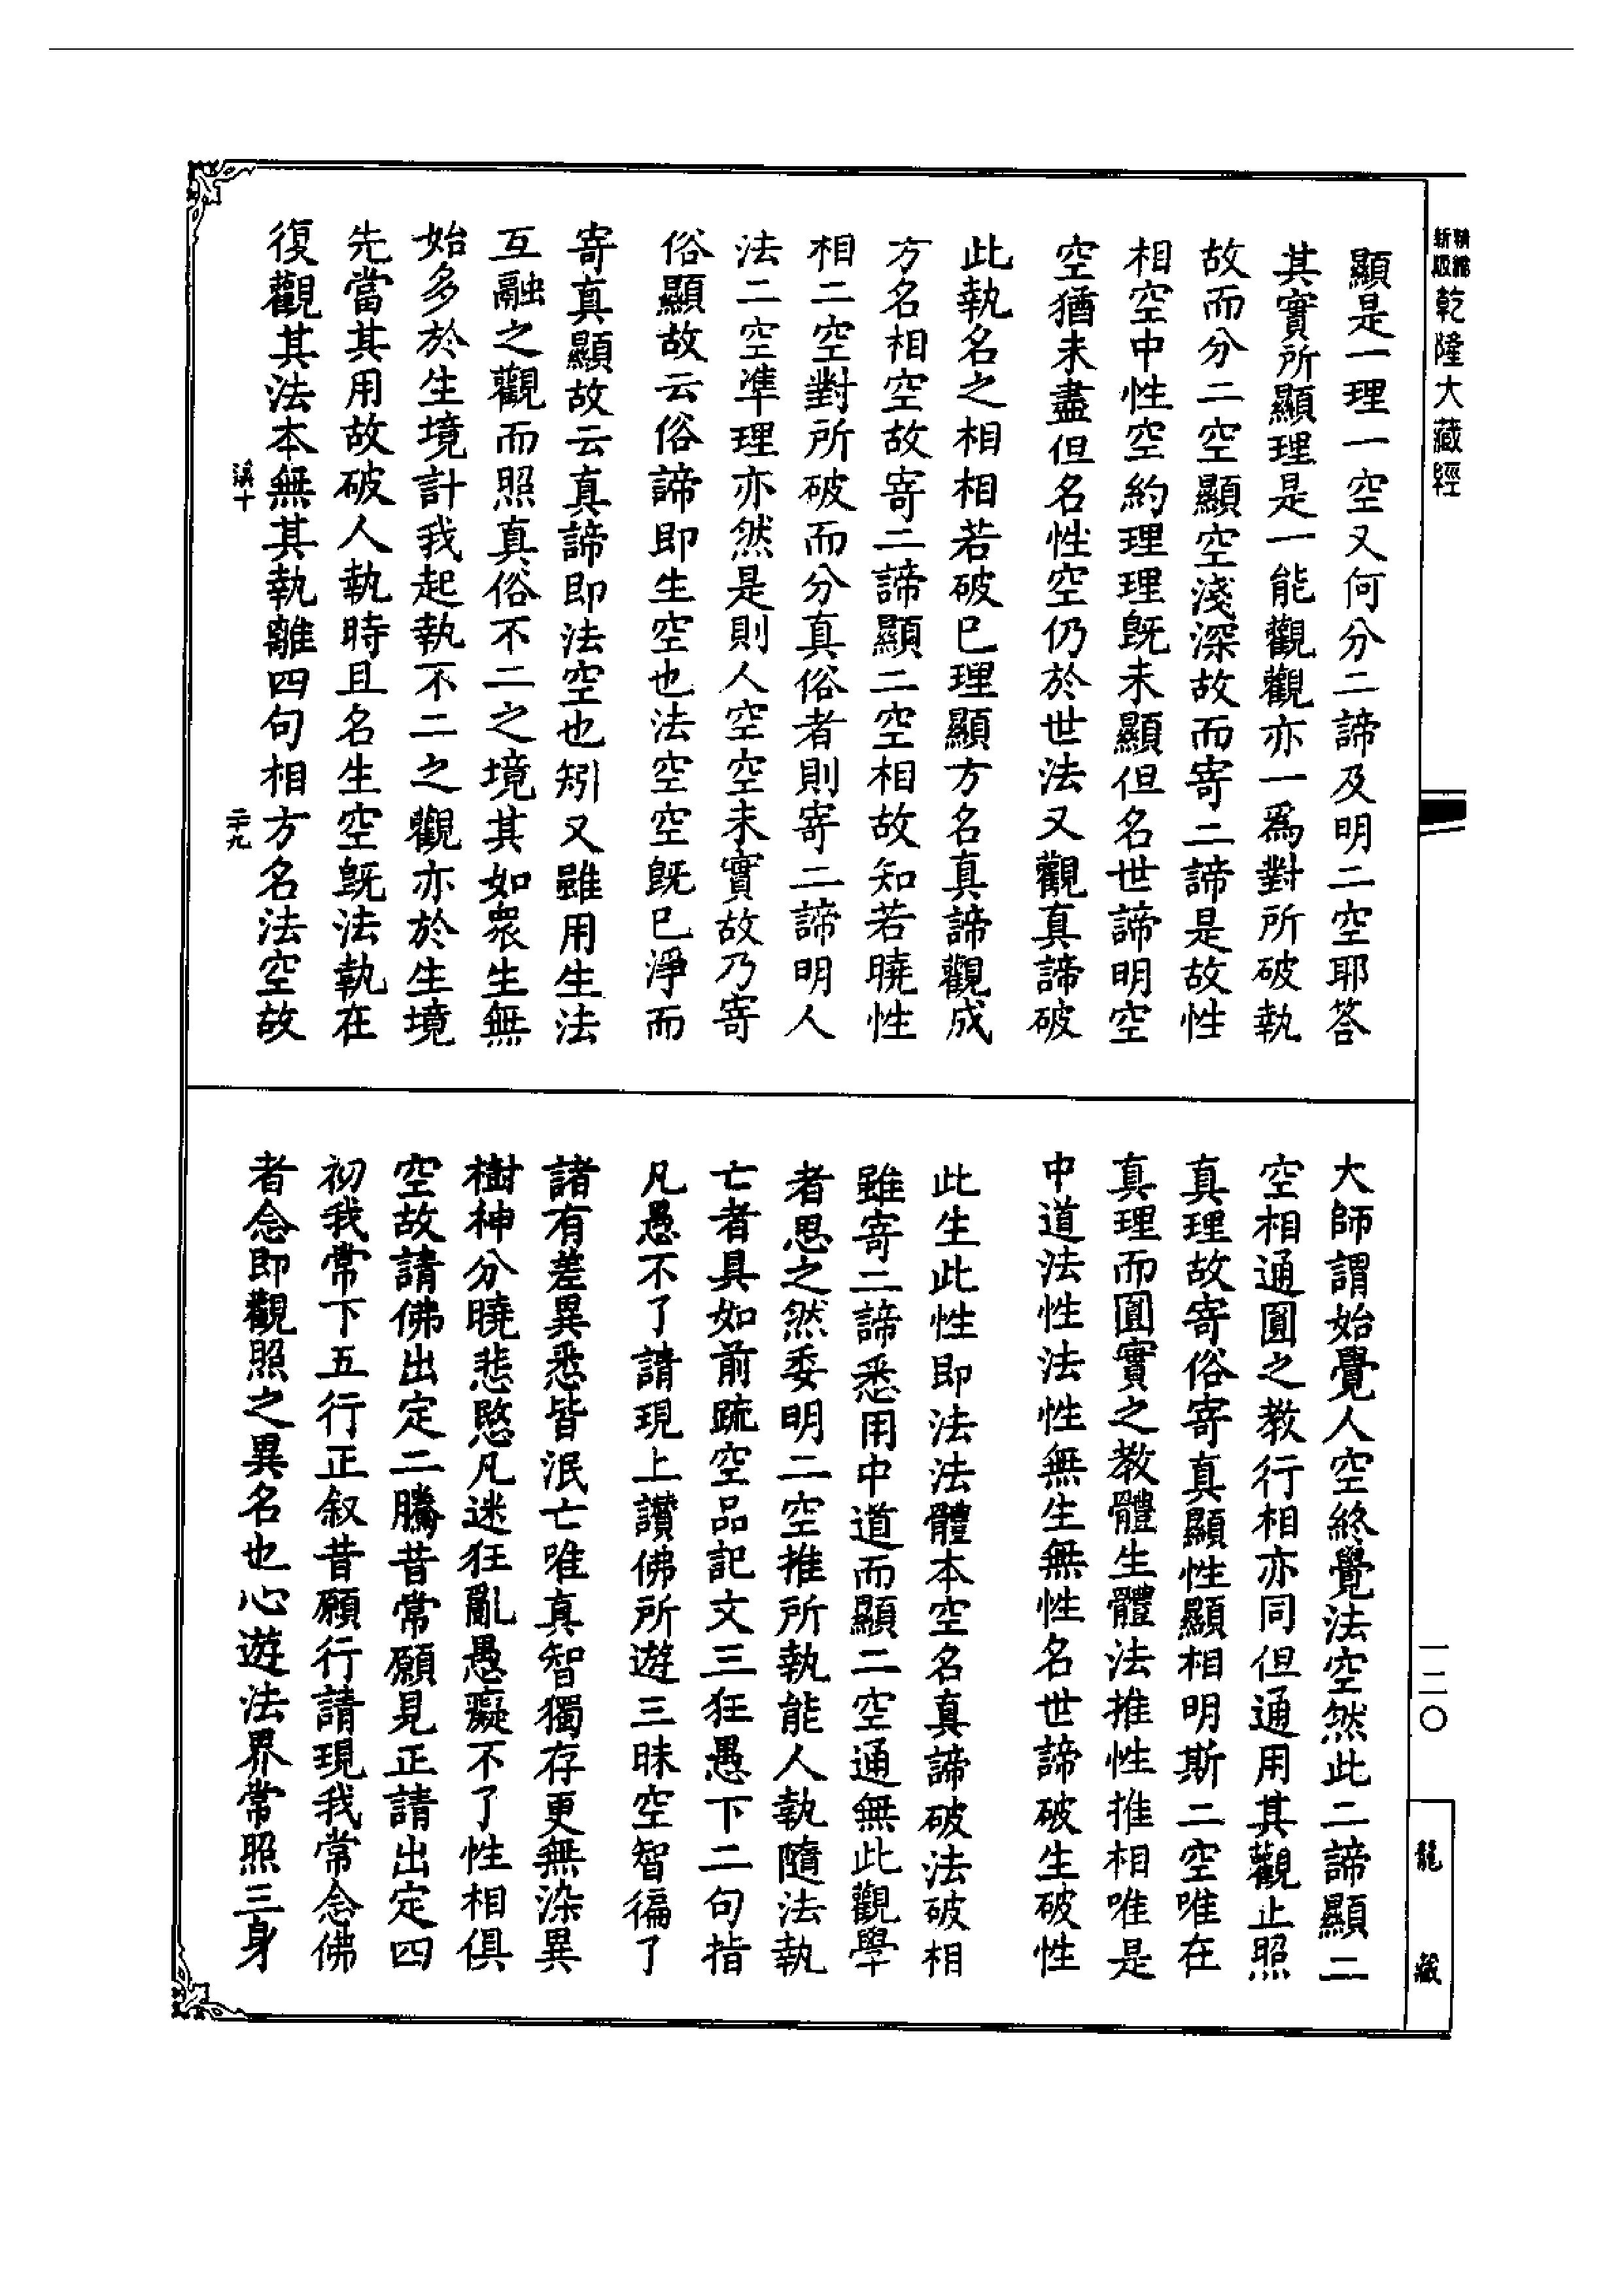 新精
版縮
乾隆大藏經
顯是一理一空又何分二諦及明二空耶答
其實所顯理是一能觀觀亦一為對所破執
故而分二空顯空淺深故而寄二諦是故性
相空中性空約理理既未顯但名世諦明空
空猶未盡但名性空仍於世法又觀真諦破
此執名之相相若破已理顯方名真諦觀成
方名相空故寄二諦顯二空相故知若曉性
相二空對所破而分真俗者則寄二諦明人
法二空準理亦然是則人空空未實故乃寄
俗顯故云俗諦即生空也法空空既已淨而
寄真顯故云真諦即法空也矧又雖用生法
互融之觀而照真俗不二之境其如衆生無
始多於生境計我起執不二之觀亦於生境
先當其用故破人執時且名生空既法執在
復觀其法本無其執離四句相方名法空故
大師謂始覺人空終覺法空然此二諦顯二
空相通圓之教行相亦同但通用其觀止照
真理故寄俗寄真顯性顯相明斯二空唯在
真理而圓實之教體生體法推性推相唯是
中道法性法性無生無性名世諦破生破性
此生此性即法法體本空名真諦破法破相
雖寄二諦悉用中道而顯二空通無此觀學
者思之然委明二空推所執能人執隨法執
亡者具如前䟽空品記文三狂愚下二句指
凡愚不了請現上讚佛所遊三昧空智徧了
諸有差異悉皆泯亡唯真智獨存更無染異
樹神分曉悲愍凡迷狂亂愚癡不了性相俱
空故請佛出定二騰昔常願見正請出定四
初我常下五行正叙昔願行請現我常念佛
者念即觀照之異名也心遊法界常照三身
二十九
一二〇
龍藏